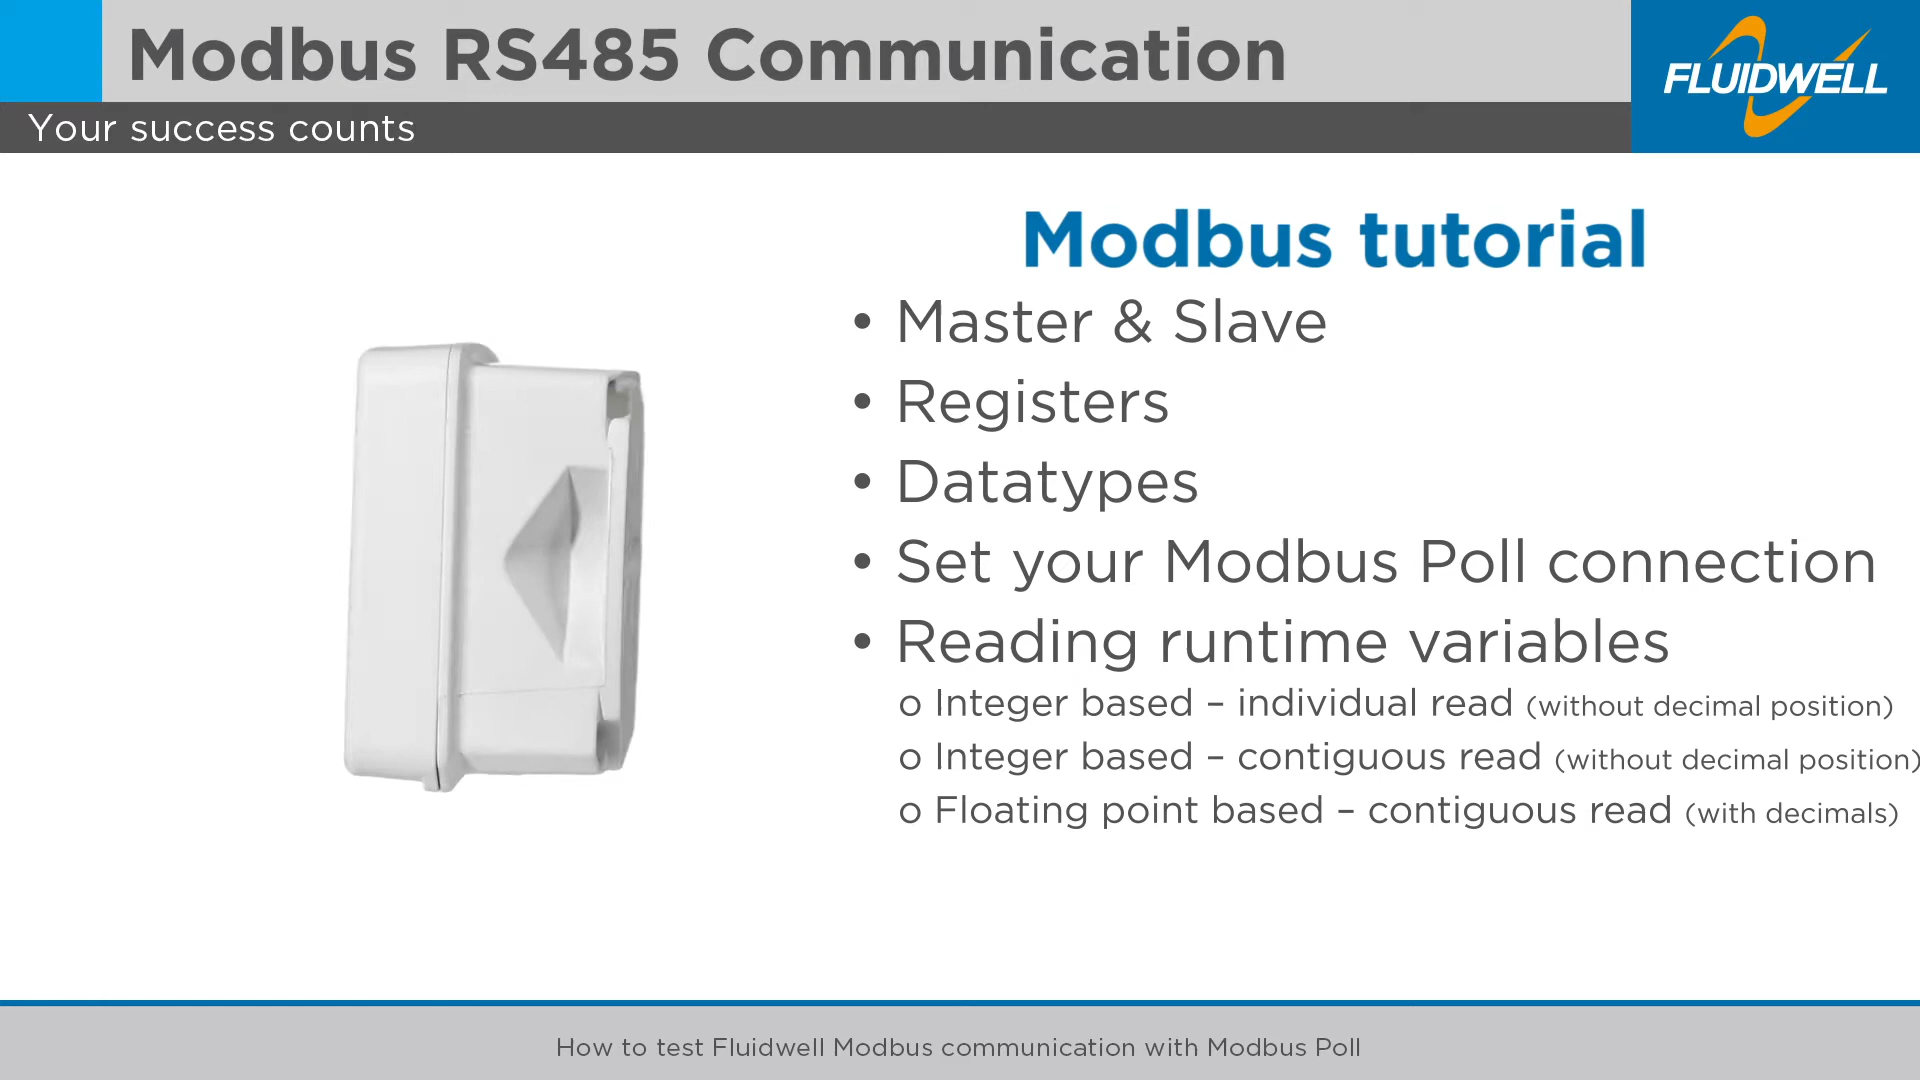 Modbus RS485 Communication
FLUIDWELL
Your success counts
Modbus tutorial
• Master & Slave
• Registers
• Datatypes
• Set your Modbus Poll connection
• Reading runtime variables
o Integer based – individual read (without decimal position)
o Integer based – contiguous read (without decimal position)
o Floating point based – contiguous read (with decimals)
How to test Fluidwell Modbus communication with Modbus Poll